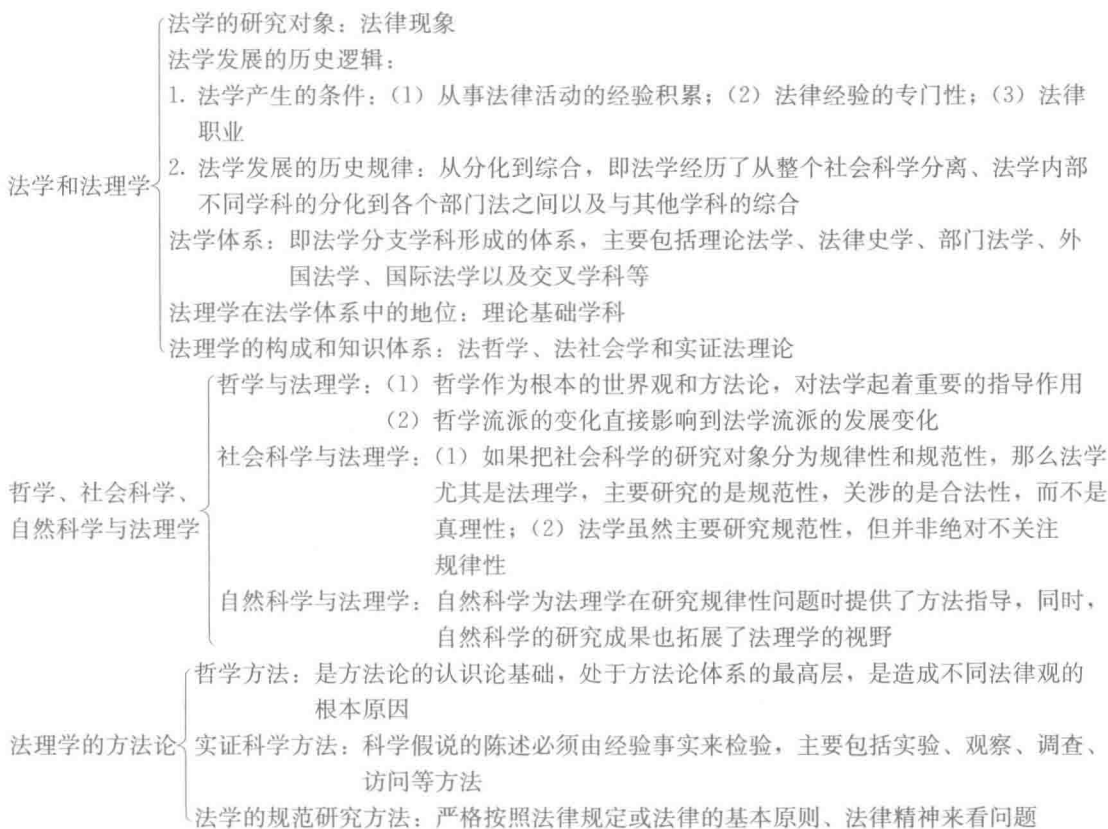 法学的研究对象：法律现象
法学发展的历史逻辑：
1. 法学产生的条件：（1）从事法律活动的经验积累；（2）法律经验的专门性；（3）法律
职业
法学和法理学
2. 法学发展的历史规律：从分化到综合，即法学经历了从整个社会科学分离、法学内部
不同学科的分化到各个部门法之间以及与其他学科的综合
法学体系：即法学分支学科形成的体系，主要包括理论法学、法律史学、部门法学、外
国法学、国际法学以及交叉学科等
法理学在法学体系中的地位：理论基础学科
法理学的构成和知识体系：法哲学、法社会学和实证法理论
哲学与法理学：（1）哲学作为根本的世界观和方法论，对法学起着重要的指导作用
（2）哲学流派的变化直接影响到法学流派的发展变化
社会科学与法理学：（1）如果把社会科学的研究对象分为规律性和规范性，那么法学
哲学、社会科学、
尤其是法理学，主要研究的是规范性，关涉的是合法性，而不是
自然科学与法理学
真理性；（2）法学虽然主要研究规范性，但并非绝对不关注
规律性
自然科学与法理学：自然科学为法理学在研究规律性问题时提供了方法指导，同时，
自然科学的研究成果也拓展了法理学的视野
哲学方法：是方法论的认识论基础，处于方法论体系的最高层，是造成不同法律观的
根本原因
法理学的方法论
实证科学方法：科学假说的陈述必须由经验事实来检验，主要包括实验、观察、调查、
访问等方法
法学的规范研究方法：严格按照法律规定或法律的基本原则、法律精神来看问题